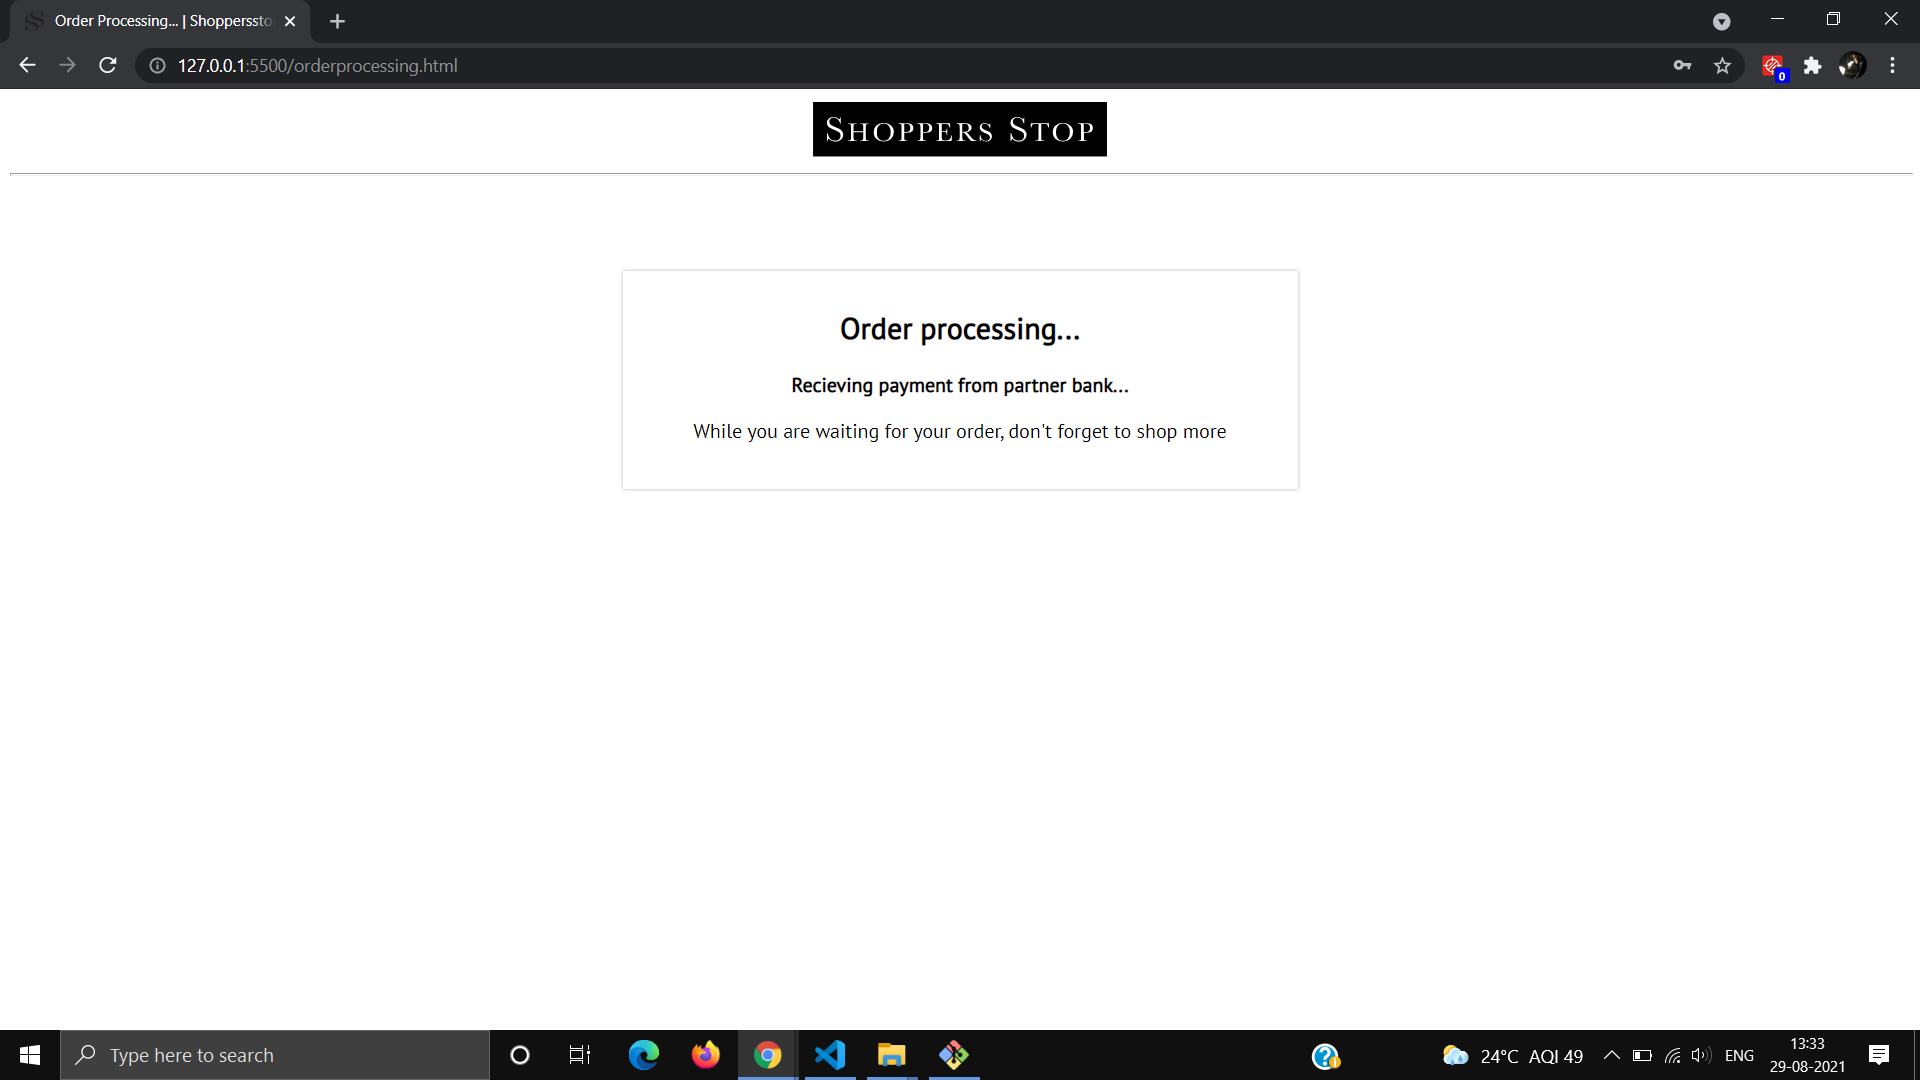 Order Processing... | Shopperssto
127.0.0.1:5500/orderprocessing.html
0
SHOPPERS STOP
Order processing...
Recieving payment from partner bank...
While you are waiting for your order, don't forget to shop more
Type here to search
24°C AQI 49
ENG
13:33
29-08-2021